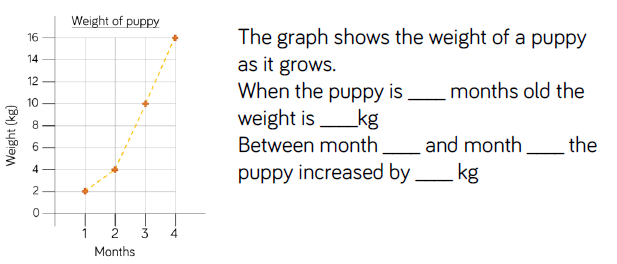 Weight of puppy
16
14
12
10
8
6
4
2
0
Weight (kg)
1 2 3 4
Months
The graph shows the weight of a puppy
as it grows.
When the puppy is ____ months old the
weight is ____kg
Between month ____ and month ____ the
puppy increased by ____ kg